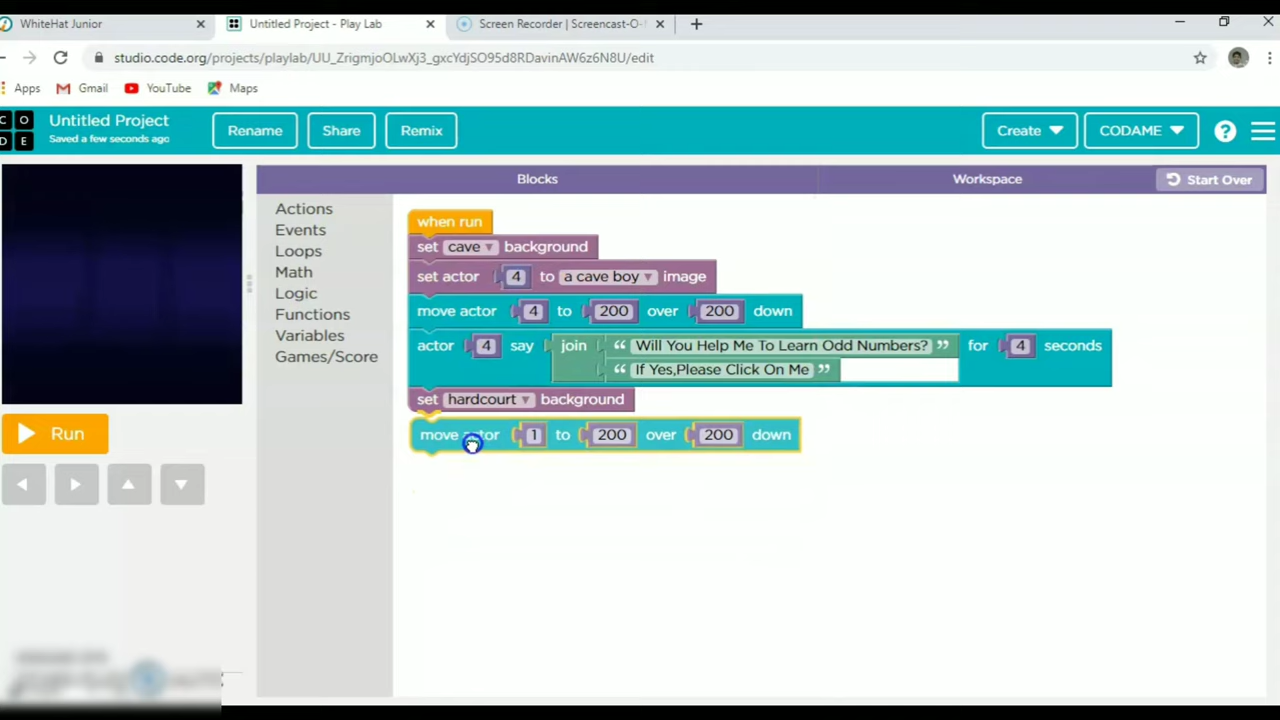 WhiteHat Junior
Untitled Project - Play Lab
Screen Recorder | Screencast-O-
studio.code.org/projects/playlab/UU_ZrigmjoOLwXj3_gxcYdjSO95d8RDavinAW6z6N8U/edit
Apps
Gmail
YouTube
Maps
C O
D E
Untitled Project
Saved a few seconds ago
Rename
Share
Remix
Create
CODAME
?
Blocks
Workspace
Start Over
Run
Actions
Events
Loops
Math
Logic
Functions
Variables
Games/Score
when run
set cave background
set actor 4 to a cave boy image
move actor 4 to 200 over 200 down
actor 4 say join “ Will You Help Me To Learn Odd Numbers? ” for 4 seconds
“ If Yes,Please Click On Me ”
set hardcourt background
move actor 1 to 200 over 200 down